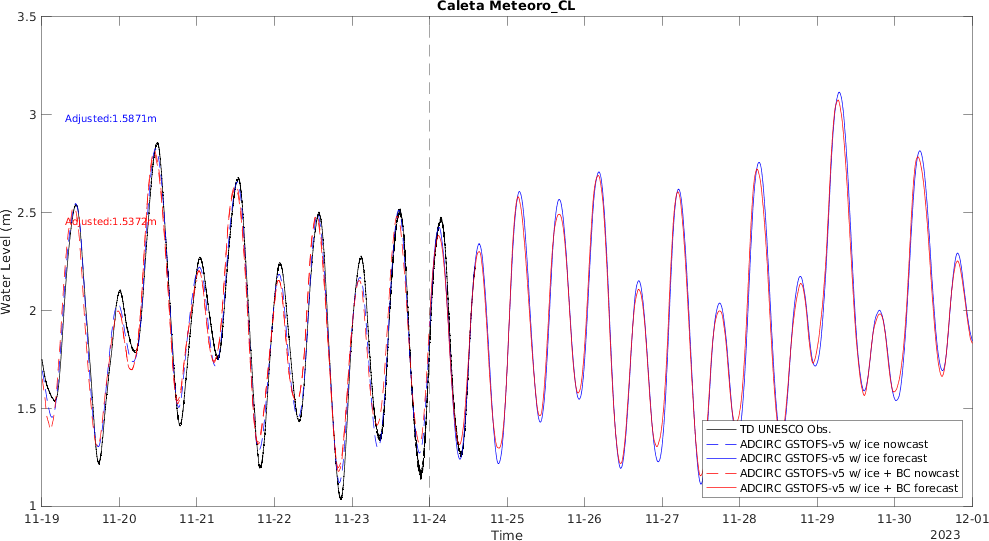 Caleta Meteoro_CL
3.5
3
2.5
2
1.5
1
Water Level (m)
Adjusted:1.5871m
Adjusted:1.5372m
TD UNESCO Obs.
ADCIRC GSTOFS-v5 w/ ice nowcast
ADCIRC GSTOFS-v5 w/ ice forecast
ADCIRC GSTOFS-v5 w/ ice + BC nowcast
ADCIRC GSTOFS-v5 w/ ice + BC forecast
11-19 11-20 11-21 11-22 11-23 11-24 11-25 11-26 11-27 11-28 11-29 11-30 12-01
Time
2023